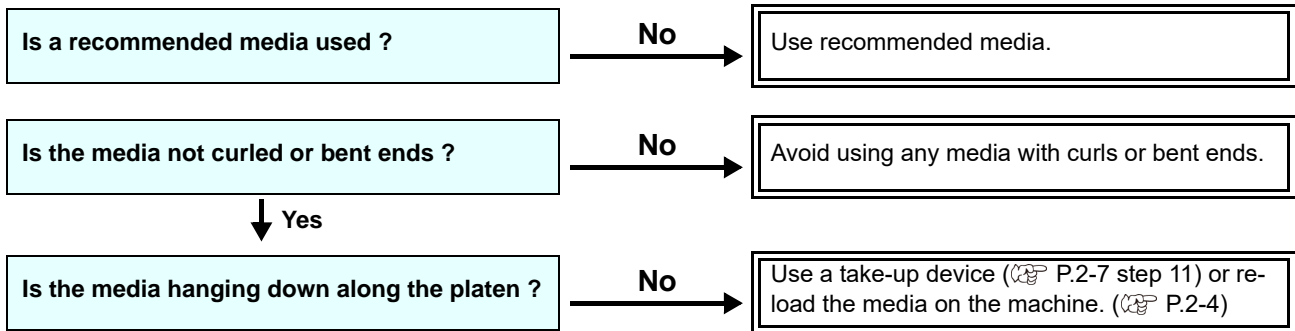 Is a recommended media used ?
No
Use recommended media.
Is the media not curled or bent ends ?
No
Avoid using any media with curls or bent ends.
Yes
Is the media hanging down along the platen ?
No
Use a take-up device (☞ P.2-7 step 11) or re-
load the media on the machine. (☞ P.2-4)